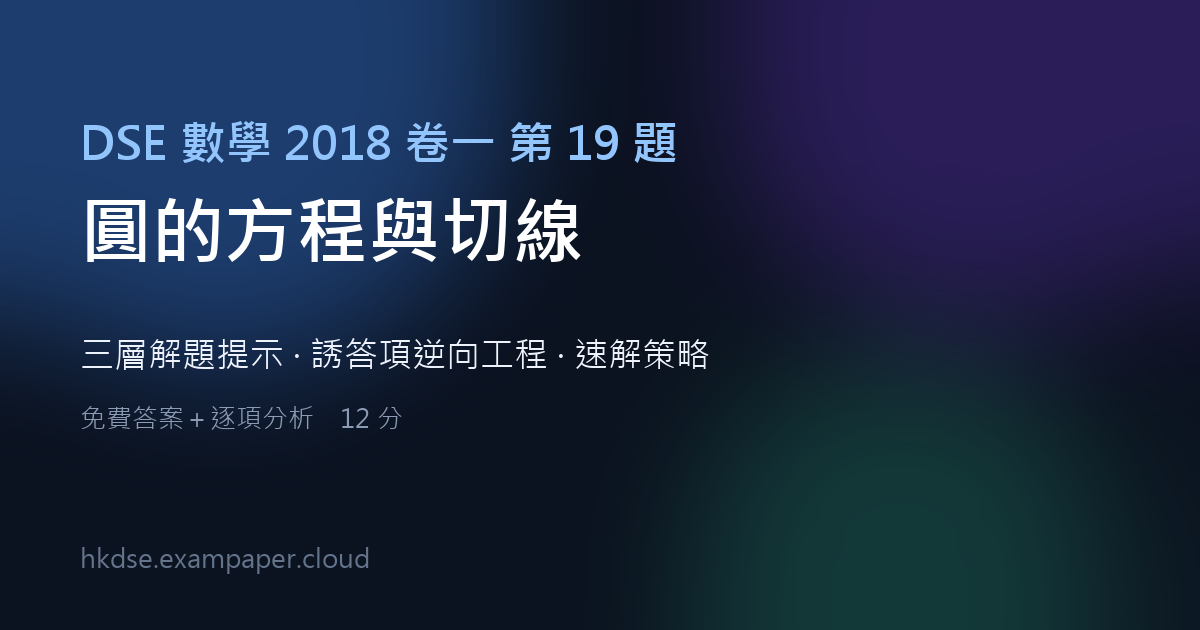 DSE 數學 2018 卷一 第 19 題
圓的方程與切線
三層解題提示 · 誘答項逆向工程 · 速解策略
免費答案 + 逐項分析 12 分
hkdse.exampaper.cloud